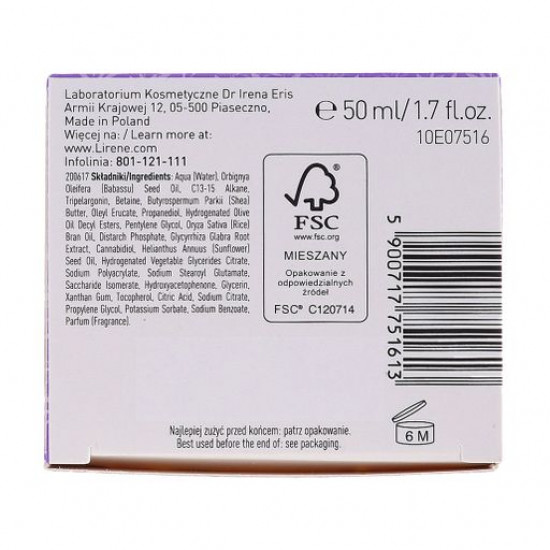 Laboratorium Kosmetyczne Dr Irena Eris
Armii Krajowej 12, 05-500 Piaseczno,
Made in Poland
Więcej na: / Learn more at:
www.Lirene.com
Infolinia: 801-121-111
200617 Składniki/Ingredients: Aqua (Water), Orbignya
Oleifera (Babassu) Seed Oil, C13-15 Alkane,
Tripelargonin, Betaine, Butyrospermum Parkii (Shea)
Butter, Oleyl Erucate, Propanediol, Hydrogenated Olive
Oil Decyl Esters, Pentylene Glycol, Oryza Sativa (Rice)
Bran Oil, Distarch Phosphate, Glycyrrhiza Glabra Root
Extract, Cannabidiol, Helianthus Annuus (Sunflower)
Seed Oil, Hydrogenated Vegetable Glycerides Citrate,
Sodium Polyacrylate, Sodium Stearoyl Glutamate,
Saccharide Isomerate, Hydroxyacetophenone, Glycerin,
Xanthan Gum, Tocopherol, Citric Acid, Sodium Citrate,
Propylene Glycol, Potassium Sorbate, Sodium Benzoate,
Parfum (Fragrance).
℮ 50 ml/1.7 fl.oz.
10E07516
FSC
www.fsc.org
MIESZANY
Opakowanie z
odpowiedzialnych
źródeł
FSC® C120714
5 900717 751613
6 M
Najlepiej zużyć przed końcem: patrz opakowanie.
Best used before the end of: see packaging.